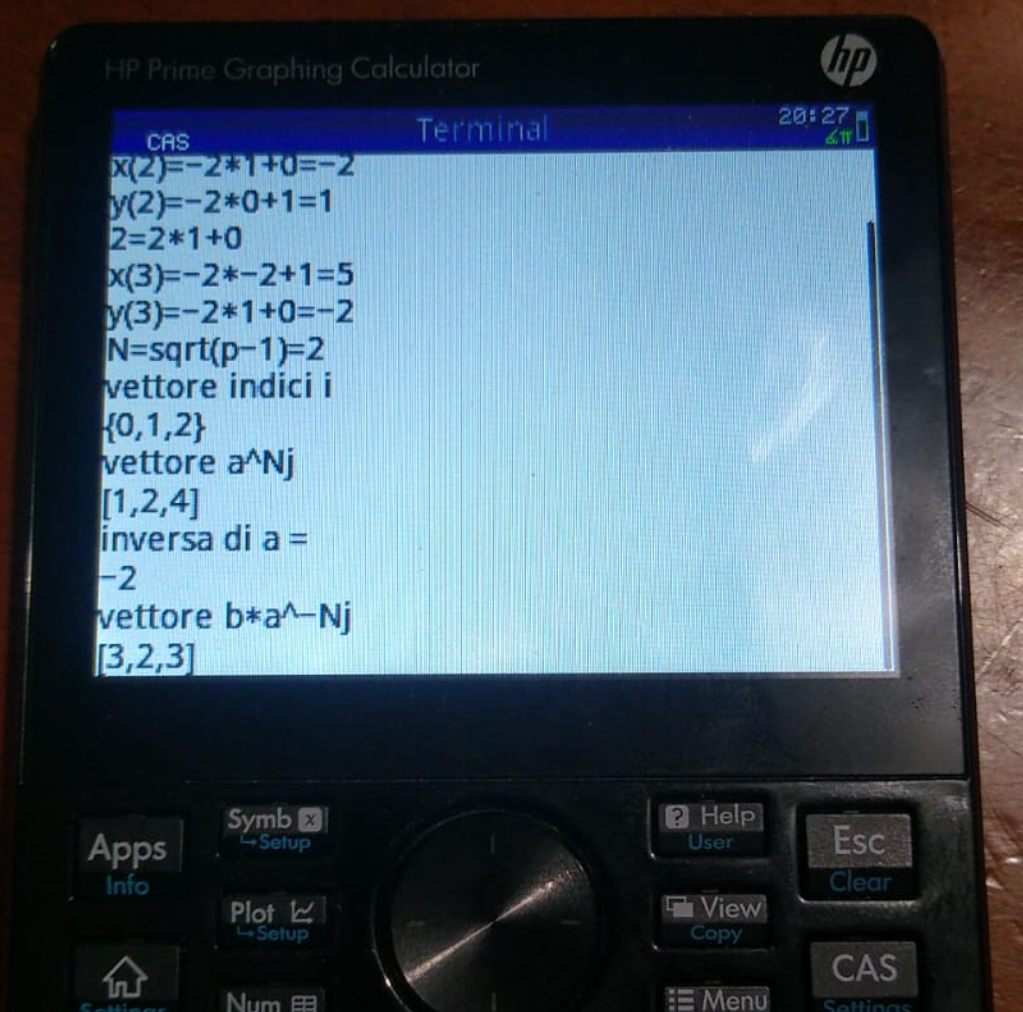 HP Prime Graphing Calculator
hp
CAS
Terminal
20:27
∡π
x(2)=-2*1+0=-2
y(2)=-2*0+1=1
2=2*1+0
x(3)=-2*-2+1=5
y(3)=-2*1+0=-2
N=sqrt(p-1)=2
vettore indici i
{0,1,2}
vettore a^Nj
[1,2,4]
inversa di a =
-2
vettore b*a^-Nj
[3,2,3]
Apps
Info
Symb x
↳Setup
Plot
↳Setup
Num
Settings
? Help
User
View
Copy
Menu
Esc
Clear
CAS
Settings